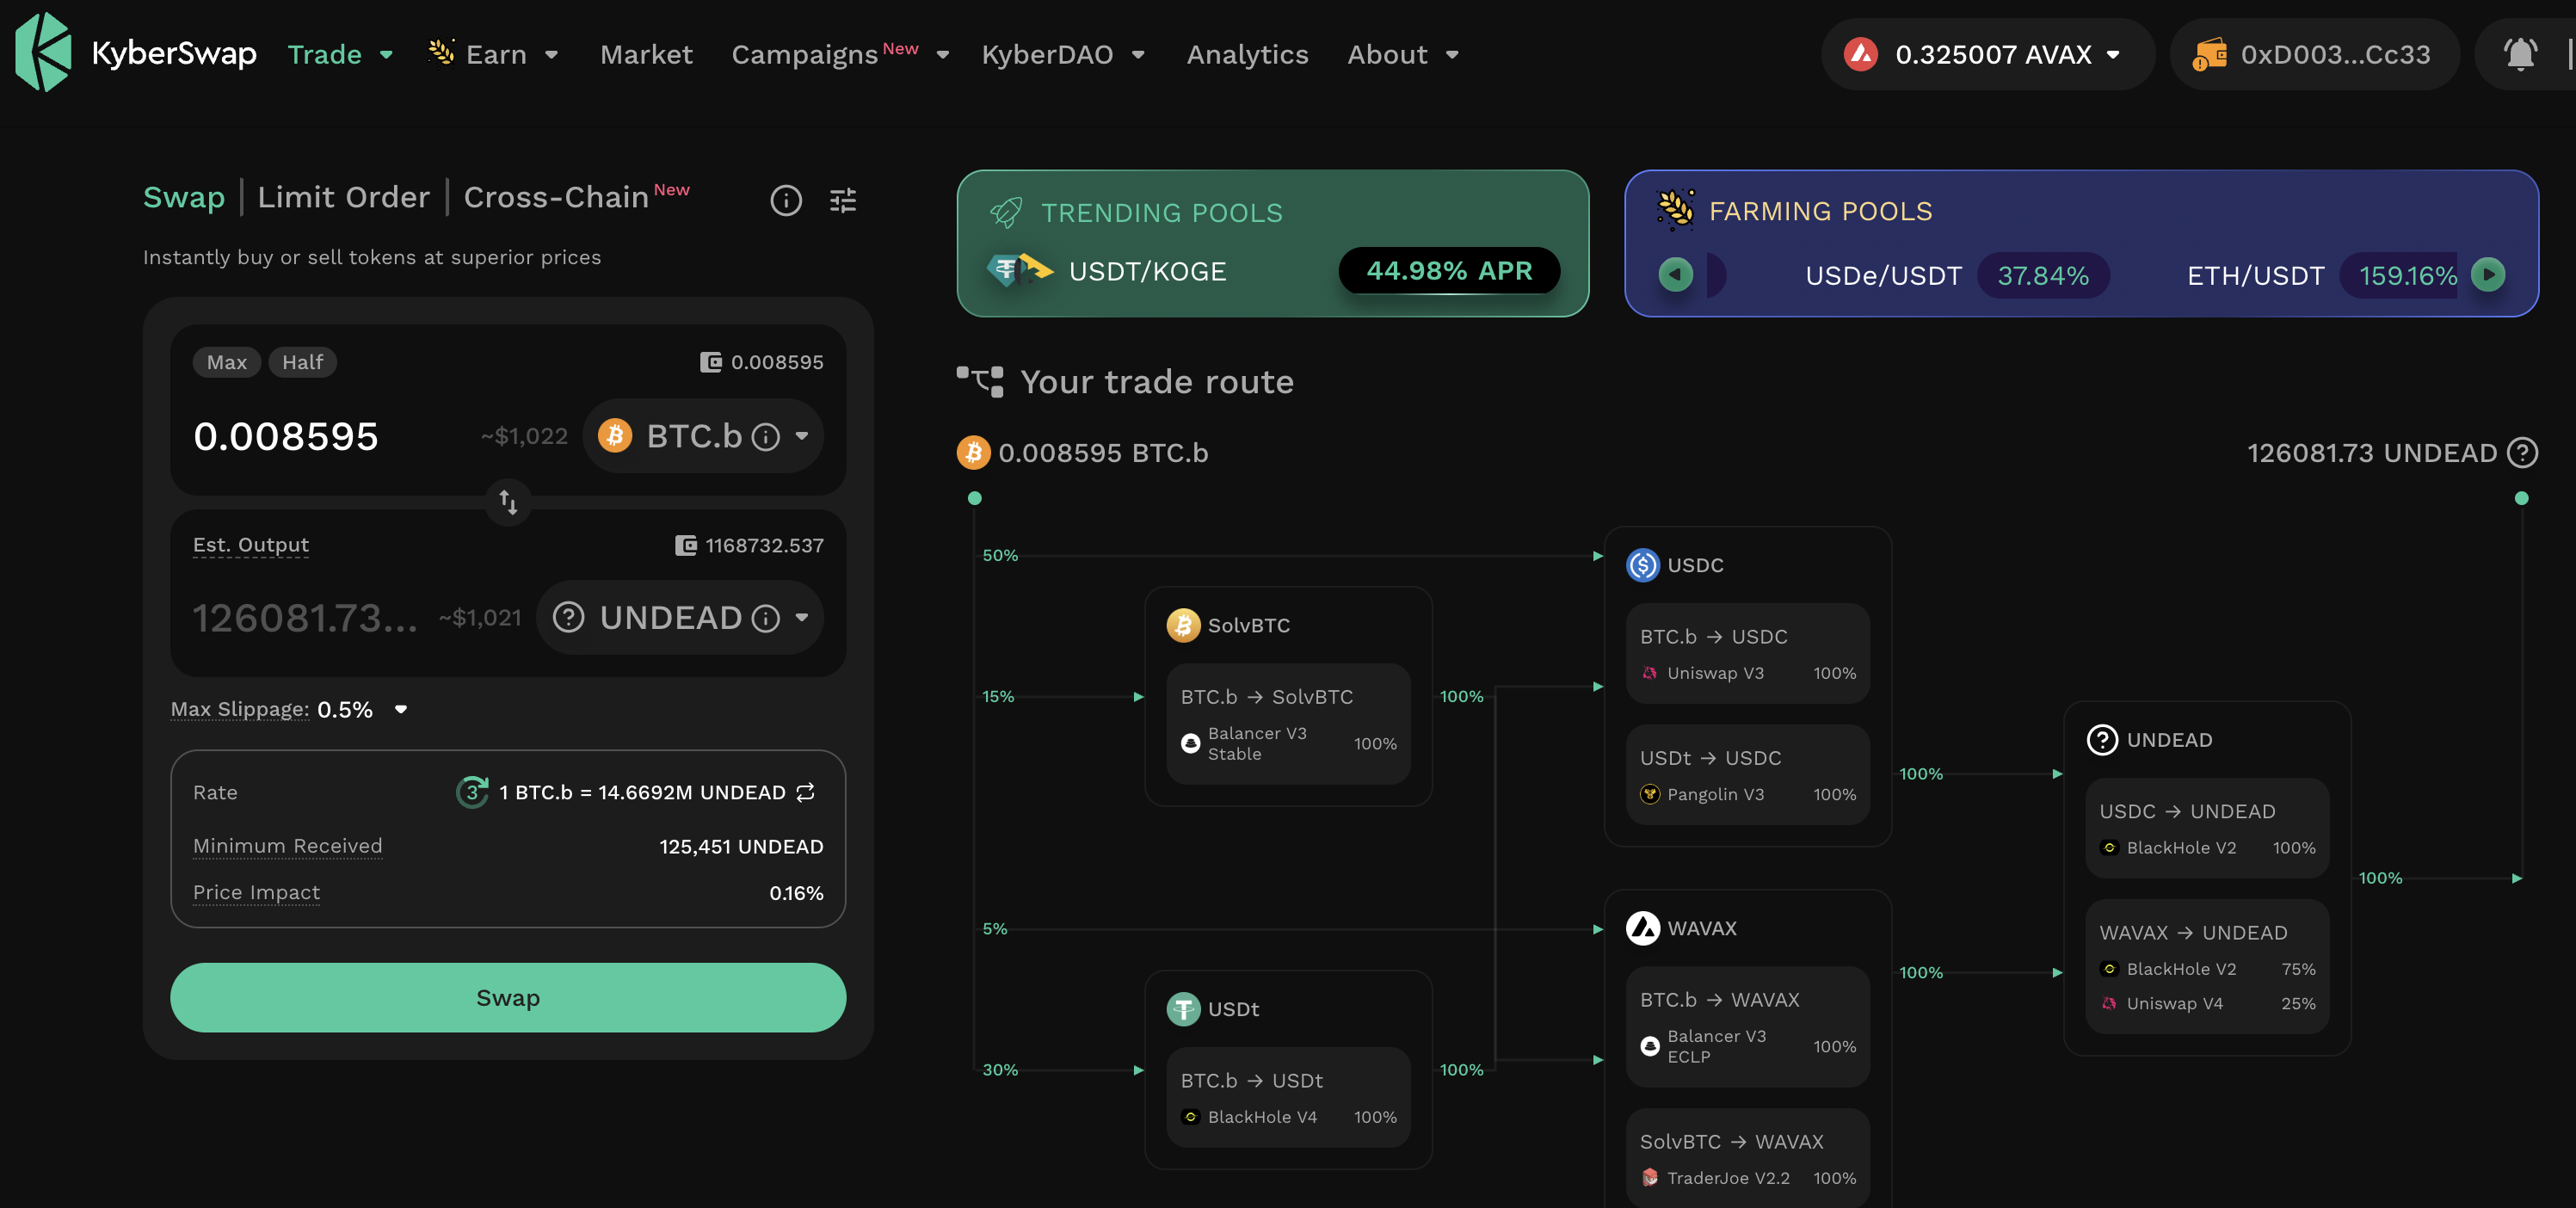 KyberSwap
Trade
Earn
Market
Campaigns New
KyberDAO
Analytics
About
0.325007 AVAX
0xD003...Cc33
Swap | Limit Order | Cross-Chain New
Instantly buy or sell tokens at superior prices
Max
Half
0.008595
0.008595
~$1,022
BTC.b
Est. Output
1168732.537
126081.73...
~$1,021
UNDEAD
Max Slippage: 0.5%
Rate
3
1 BTC.b = 14.6692M UNDEAD
Minimum Received
125,451 UNDEAD
Price Impact
0.16%
Swap
TRENDING POOLS
USDT/KOGE
44.98% APR
FARMING POOLS
USDe/USDT
37.84%
ETH/USDT
159.16%
Your trade route
0.008595 BTC.b
126081.73 UNDEAD
50%
15%
5%
30%
SolvBTC
BTC.b → SolvBTC
Balancer V3
Stable
100%
100%
USDt
BTC.b → USDt
BlackHole V4
100%
100%
USDC
BTC.b → USDC
Uniswap V3
100%
USDt → USDC
Pangolin V3
100%
100%
WAVAX
BTC.b → WAVAX
Balancer V3
ECLP
100%
SolvBTC → WAVAX
TraderJoe V2.2
100%
100%
UNDEAD
USDC → UNDEAD
BlackHole V2
100%
WAVAX → UNDEAD
BlackHole V2
75%
Uniswap V4
25%
100%